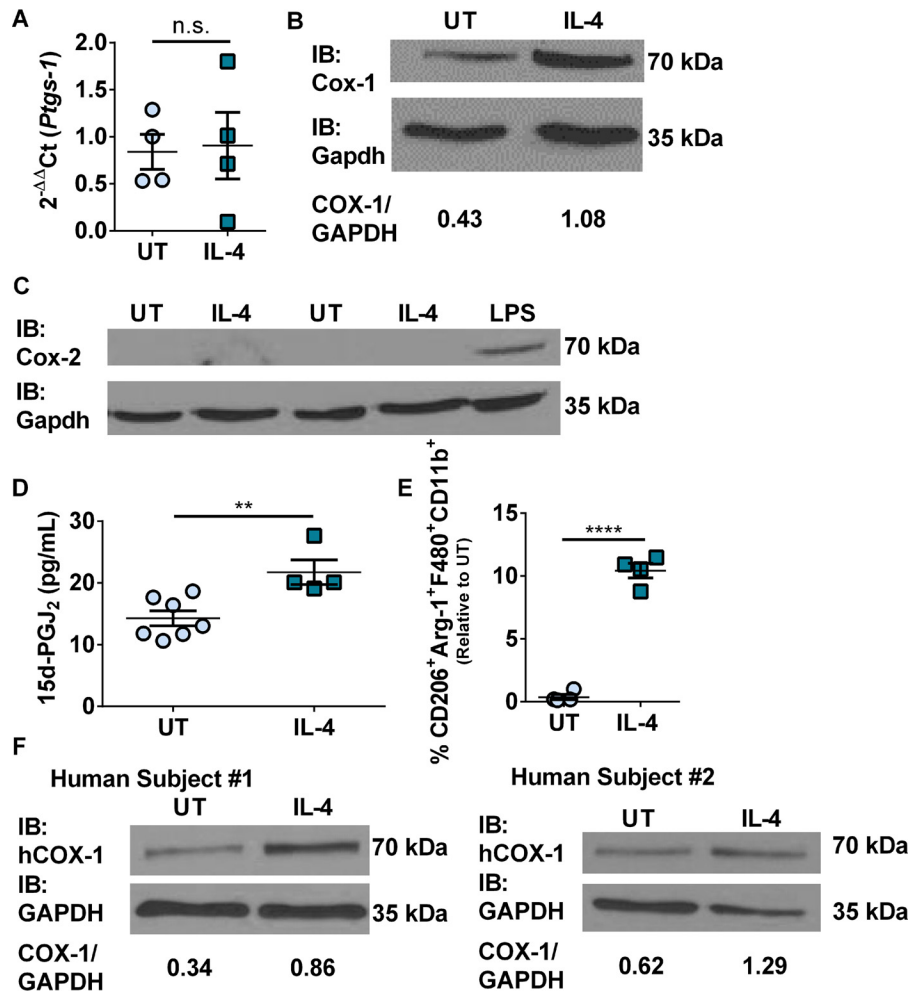 A
n.s.
2.0
1.5
1.0
0.5
0.0
2-ΔΔCt (Ptgs-1)
UT IL-4
B
UT IL-4
IB:
Cox-1
70 kDa
IB:
Gapdh
35 kDa
COX-1/
GAPDH
0.43 1.08
C
UT IL-4 UT IL-4 LPS
IB:
Cox-2
70 kDa
IB:
Gapdh
35 kDa
D
**
30
20
10
0
15d-PGJ2 (pg/mL)
UT IL-4
E
****
15
10
5
0
% CD206+Arg-1+F480+CD11b+
(Relative to UT)
UT IL-4
F
Human Subject #1
UT IL-4
IB:
hCOX-1
70 kDa
IB:
GAPDH
35 kDa
COX-1/
GAPDH
0.34 0.86
Human Subject #2
UT IL-4
IB:
hCOX-1
70 kDa
IB:
GAPDH
35 kDa
COX-1/
GAPDH
0.62 1.29